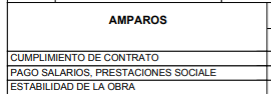 AMPAROS
CUMPLIMIENTO DE CONTRATO
PAGO SALARIOS, PRESTACIONES SOCIALE
ESTABILIDAD DE LA OBRA